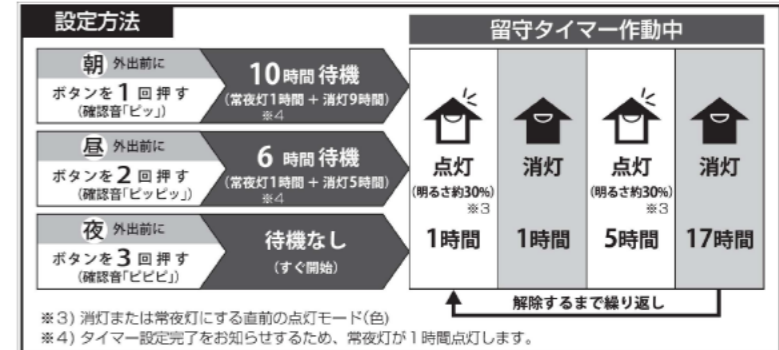 設定方法
留守タイマー作動中
朝 外出前に
ボタンを1回押す
(確認音「ピッ」)
10時間待機
(常夜灯1時間 + 消灯9時間)
※4
昼 外出前に
ボタンを2回押す
(確認音「ピッピッ」)
6時間待機
(常夜灯1時間 + 消灯5時間)
※4
夜 外出前に
ボタンを3回押す
(確認音「ピピピ」)
待機なし
(すぐ開始)
点灯
(明るさ約30%)
※3
1時間
消灯
1時間
点灯
(明るさ約30%)
※3
5時間
消灯
17時間
解除するまで繰り返し
※3) 消灯または常夜灯にする直前の点灯モード(色)
※4) タイマー設定完了をお知らせするため、常夜灯が1時間点灯します。